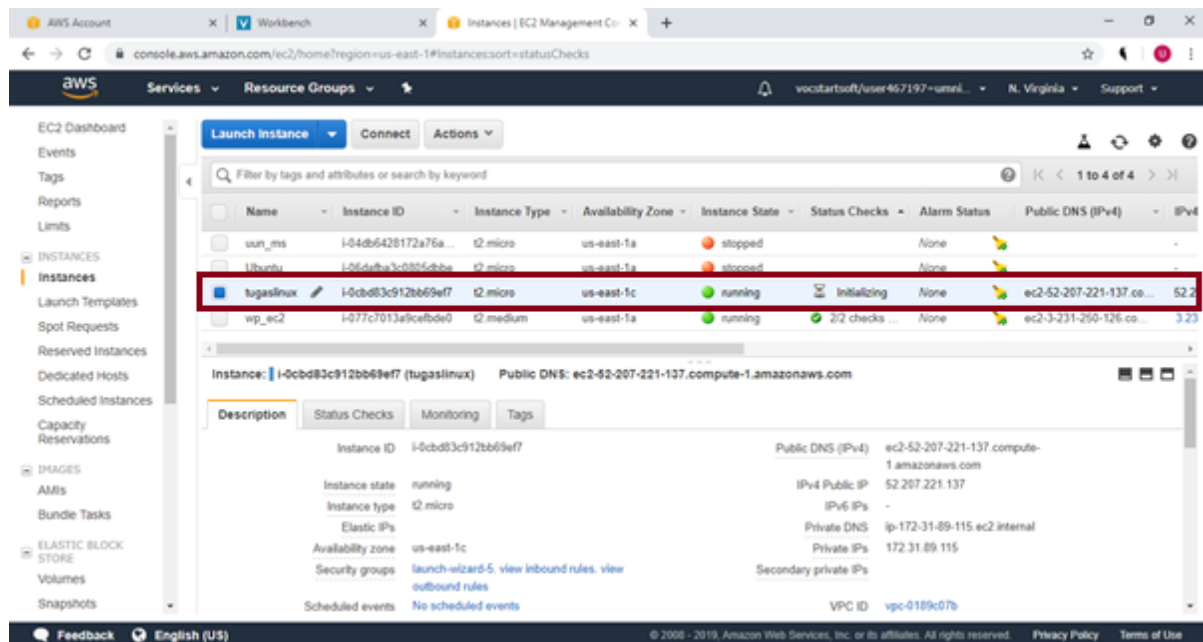 AWS Account
Workbench
Instances | EC2 Management Con
console.aws.amazon.com/ec2/home?region=us-east-1#Instances:sort=statusChecks
aws Services Resource Groups vocstartsoft/user467197=umni... N. Virginia Support
EC2 Dashboard
Events
Tags
Reports
Limits
INSTANCES
Instances
Launch Templates
Spot Requests
Reserved Instances
Dedicated Hosts
Scheduled Instances
Capacity
Reservations
IMAGES
AMIs
Bundle Tasks
ELASTIC BLOCK
STORE
Volumes
Snapshots
Launch Instance Connect Actions
Filter by tags and attributes or search by keyword 1 to 4 of 4
Name Instance ID Instance Type Availability Zone Instance State Status Checks Alarm Status Public DNS (IPv4) IPv4
uun_ms i-04db6428172a76a... t2.micro us-east-1a stopped None -
Ubuntu i-06dafba3c0805dbbe t2.micro us-east-1a stopped None -
tugaslinux i-0cbd83c912bb69ef7 t2.micro us-east-1c running Initializing None ec2-52-207-221-137.co... 52.2
wp_ec2 i-077c7013a9cefbde0 t2.medium us-east-1a running 2/2 checks ... None ec2-3-231-250-126.co... 3.23
Instance: i-0cbd83c912bb69ef7 (tugaslinux) Public DNS: ec2-52-207-221-137.compute-1.amazonaws.com
Description Status Checks Monitoring Tags
Instance ID i-0cbd83c912bb69ef7
Instance state running
Instance type t2.micro
Elastic IPs
Availability zone us-east-1c
Security groups launch-wizard-5. view inbound rules. view
outbound rules
Scheduled events No scheduled events
Public DNS (IPv4) ec2-52-207-221-137.compute-
1.amazonaws.com
IPv4 Public IP 52.207.221.137
IPv6 IPs -
Private DNS ip-172-31-89-115.ec2.internal
Private IPs 172.31.89.115
Secondary private IPs
VPC ID vpc-0189c07b
Feedback English (US) © 2008 - 2019, Amazon Web Services, Inc. or its affiliates. All rights reserved. Privacy Policy Terms of Use